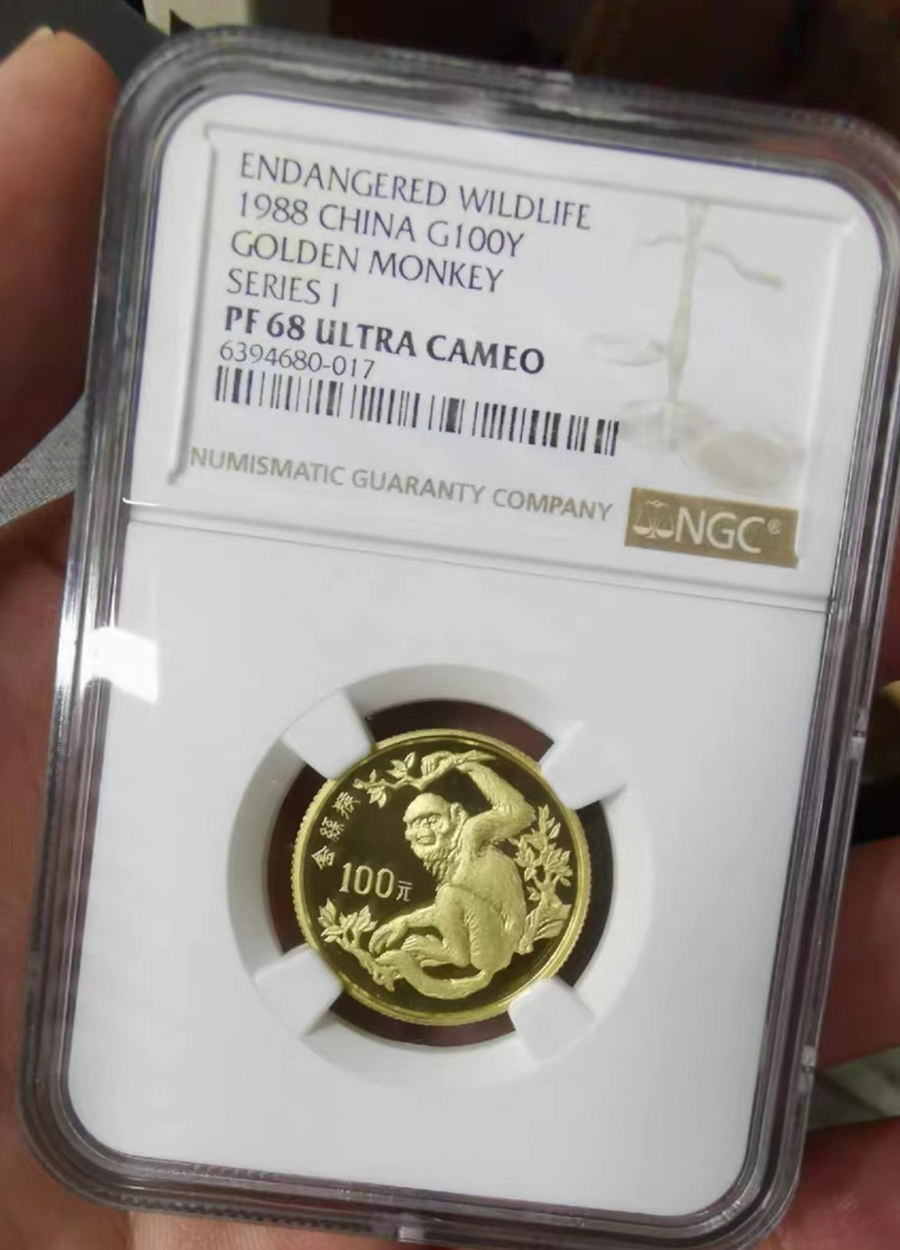 ENDANGERED WILDLIFE
1988 CHINA G100Y
GOLDEN MONKEY
SERIES I
PF 68 ULTRA CAMEO
6394680-017
NUMISMATIC GUARANTY COMPANY
NGC®
金絲猴
100元